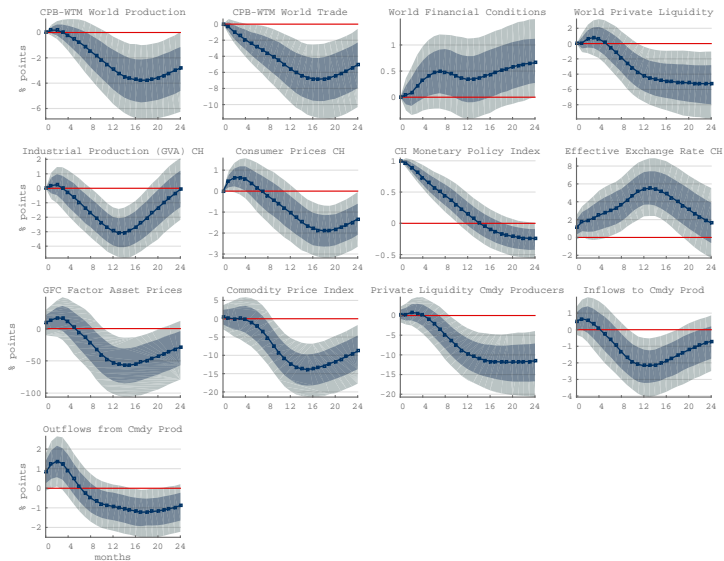 CPB-WTM World Production
CPB-WTM World Trade
World Financial Conditions
World Private Liquidity
% points
0
-2
-4
-6
0 4 8 12 16 20 24
0
-2
-4
-6
-8
-10
0 4 8 12 16 20 24
1
0.5
0
0 4 8 12 16 20 24
2
0
-2
-4
-6
-8
0 4 8 12 16 20 24
Industrial Production (GVA) CH
Consumer Prices CH
CH Monetary Policy Index
Effective Exchange Rate CH
% points
2
1
0
-1
-2
-3
-4
0 4 8 12 16 20 24
1
0
-1
-2
-3
0 4 8 12 16 20 24
1
0.5
0
-0.5
0 4 8 12 16 20 24
8
6
4
2
0
-2
0 4 8 12 16 20 24
GFC Factor Asset Prices
Commodity Price Index
Private Liquidity Cmdy Producers
Inflows to Cmdy Prod
% points
0
-50
-100
0 4 8 12 16 20 24
5
0
-5
-10
-15
-20
0 4 8 12 16 20 24
0
-5
-10
-15
-20
0 4 8 12 16 20 24
1
0
-1
-2
-3
-4
0 4 8 12 16 20 24
Outflows from Cmdy Prod
% points
2
1
0
-1
-2
0 4 8 12 16 20 24
months